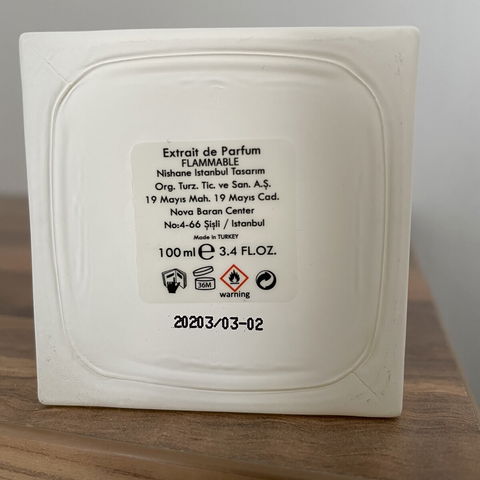 Extrait de Parfum
FLAMMABLE
Nishane Istanbul Tasarım
Org. Turz. Tic. ve San. A.Ş.
19 Mayıs Mah. 19 Mayıs Cad.
Nova Baran Center
No:4-66 Şişli / Istanbul
Made in TURKEY
100 ml ℮ 3.4 FL.OZ.
36M
warning
20203/03-02